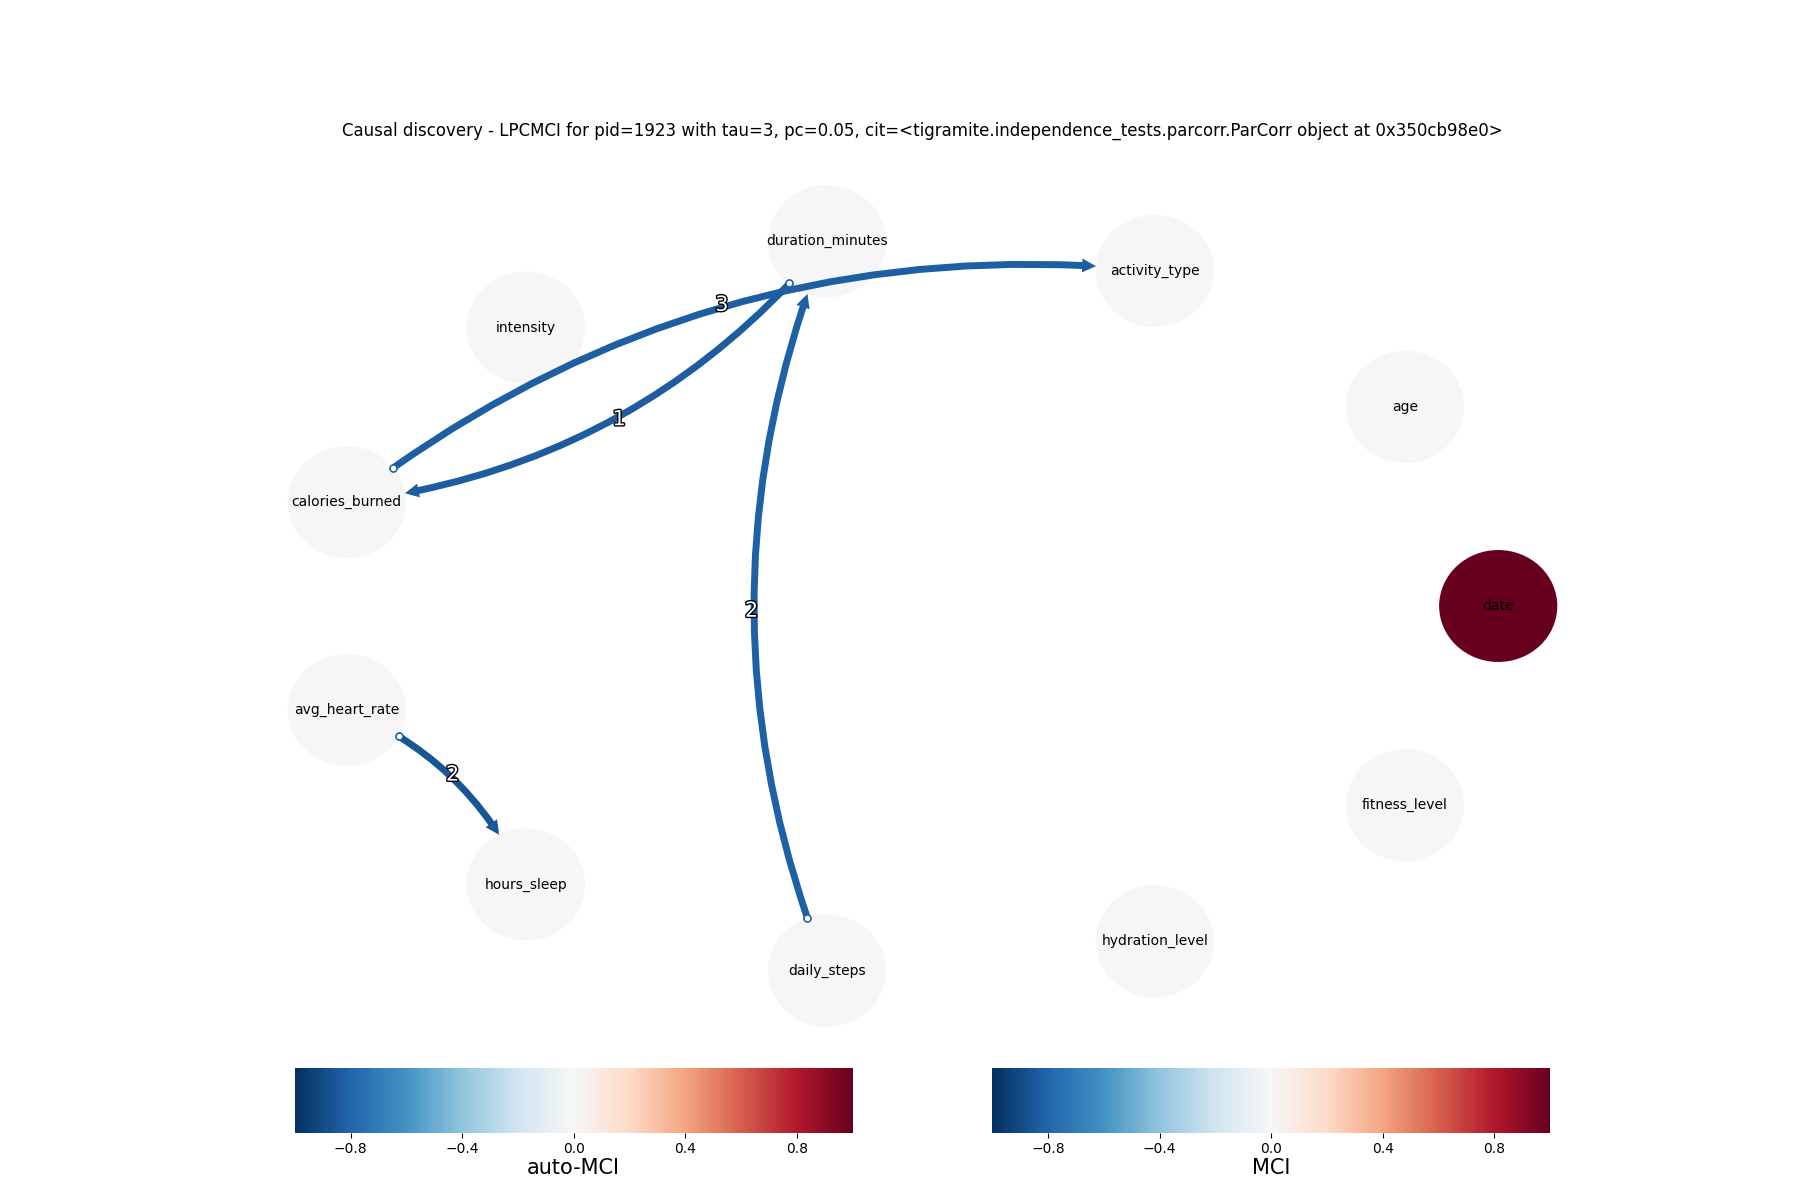 Causal discovery - LPCMCI for pid=1923 with tau=3, pc=0.05, cit=<tigramite.independence_tests.parcorr.ParCorr object at 0x350cb98e0>
duration_minutes
activity_type
3
intensity
age
1
calories_burned
date
2
avg_heart_rate
2
fitness_level
hours_sleep
hydration_level
daily_steps
−0.8 −0.4 0.0 0.4 0.8
auto-MCI
−0.8 −0.4 0.0 0.4 0.8
MCI